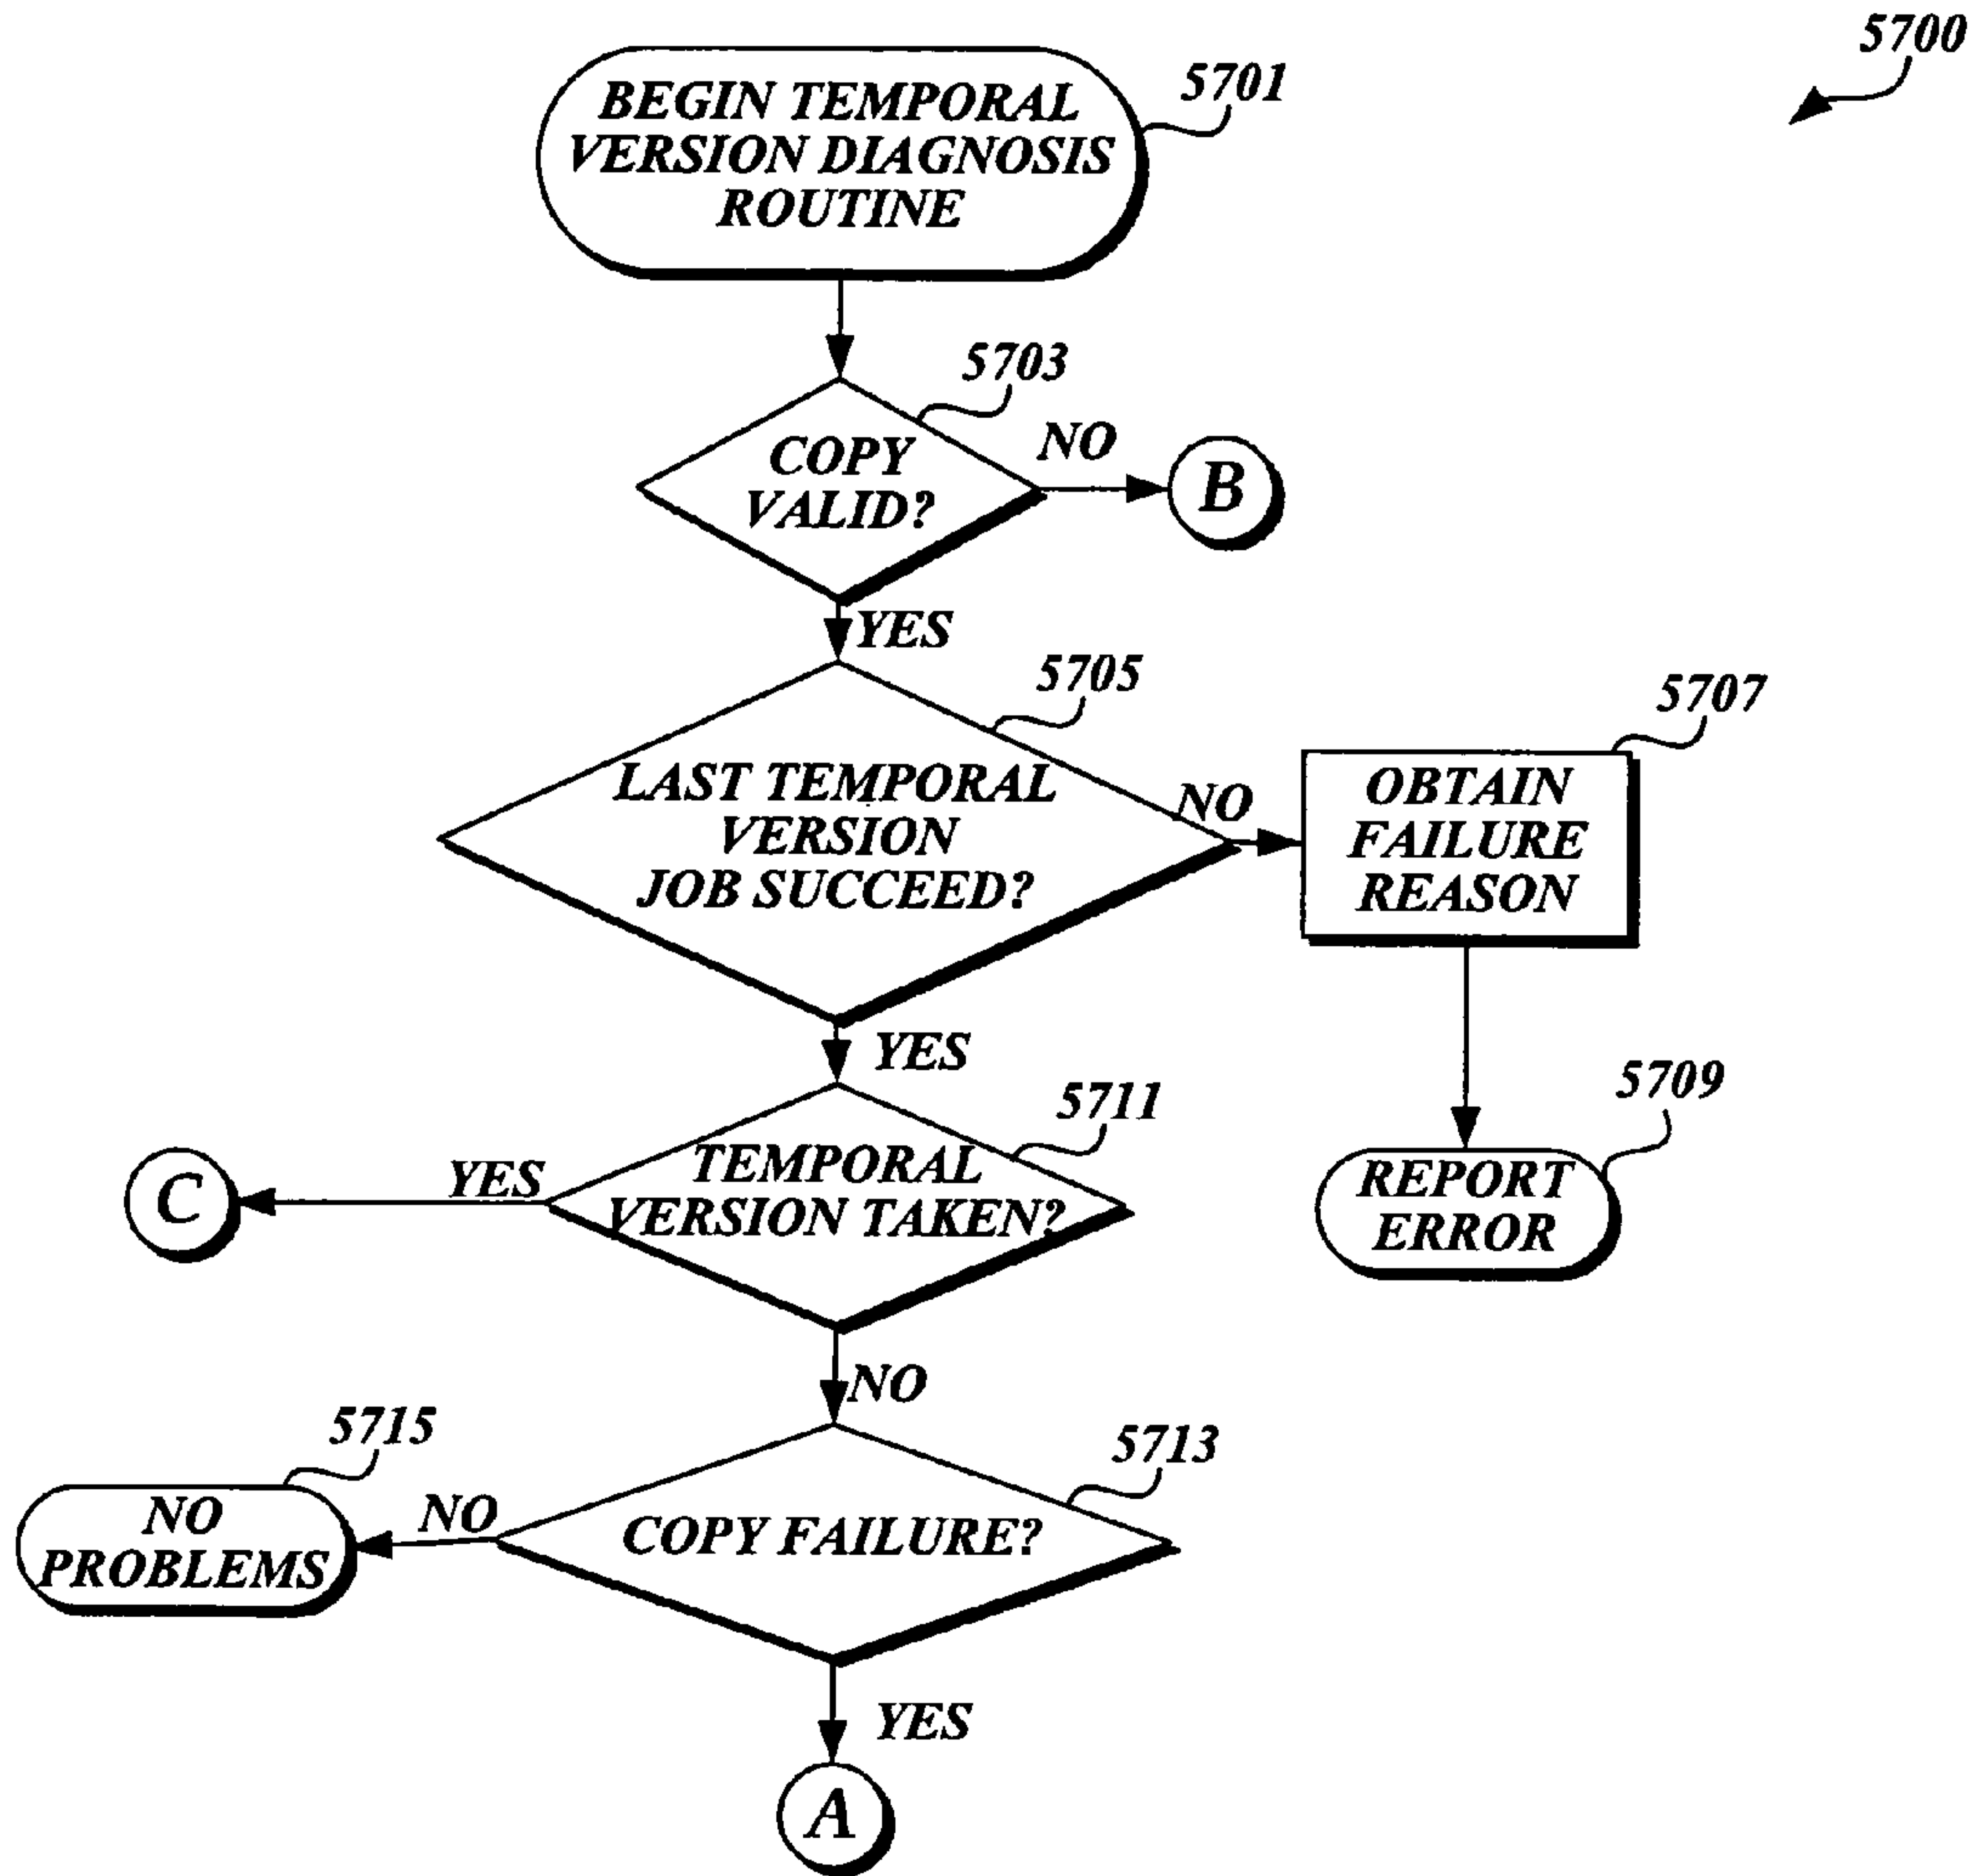 5700
BEGIN TEMPORAL
VERSION DIAGNOSIS
ROUTINE
5701
5703
COPY
VALID?
NO
B
YES
5705
LAST TEMPORAL
VERSION
JOB SUCCEED?
NO
5707
OBTAIN
FAILURE
REASON
YES
5709
REPORT
ERROR
5711
TEMPORAL
VERSION TAKEN?
YES
C
NO
5713
COPY FAILURE?
NO
5715
NO
PROBLEMS
YES
A